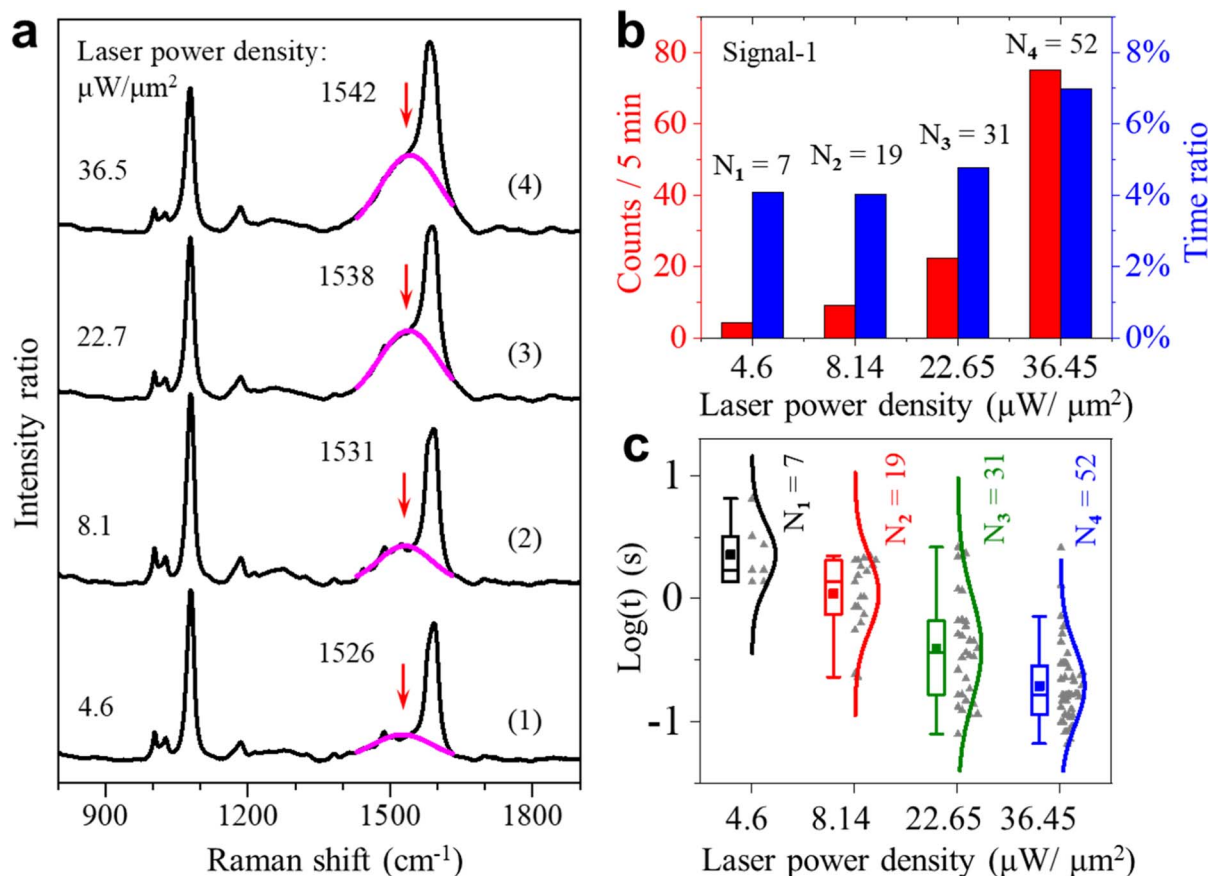 a
Laser power density:
μW/μm²
1542
36.5
(4)
1538
22.7
(3)
1531
8.1
(2)
1526
4.6
(1)
Intensity ratio
900 1200 1500 1800
Raman shift (cm⁻¹)
b
Signal-1
N₁ = 7
N₂ = 19
N₃ = 31
N₄ = 52
80
60
40
20
0
Counts / 5 min
8%
6%
4%
2%
0%
Time ratio
4.6 8.14 22.65 36.45
Laser power density (μW/ μm²)
c
N₁ = 7
N₂ = 19
N₃ = 31
N₄ = 52
1
0
-1
Log(t) (s)
4.6 8.14 22.65 36.45
Laser power density (μW/ μm²)